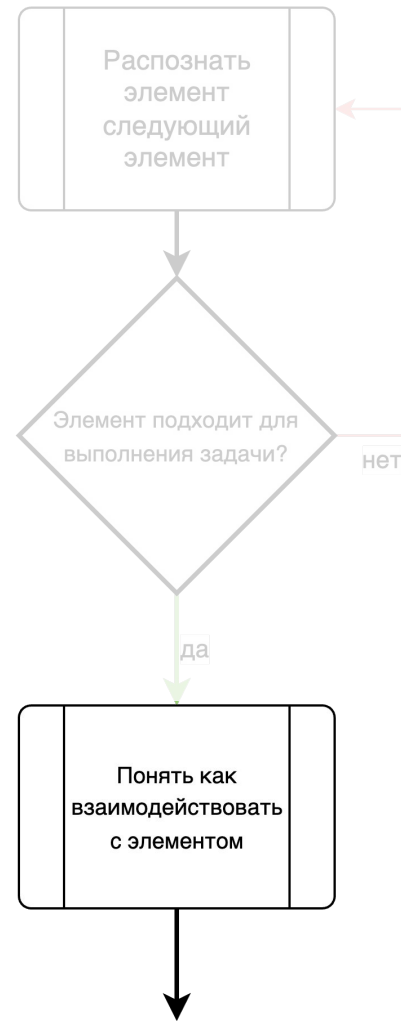 Распознать
элемент
следующий
элемент
Элемент подходит для
выполнения задачи?
нет
да
Понять как
взаимодействовать
с элементом